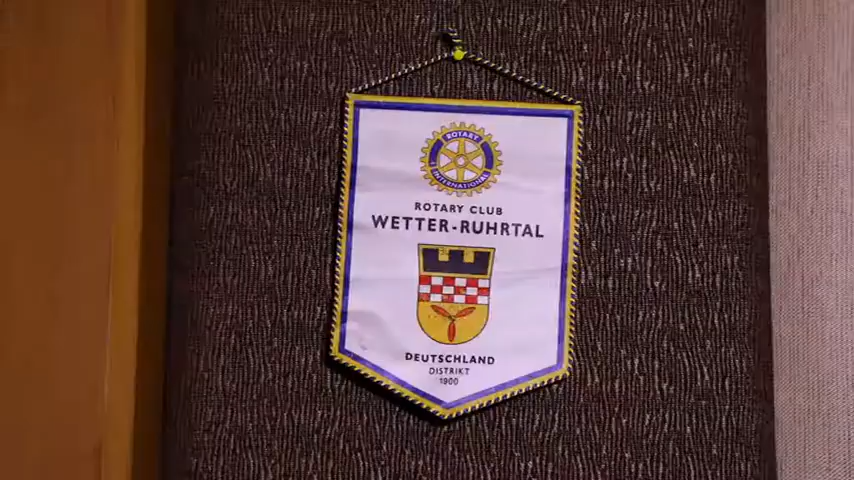 ROTARY
INTERNATIONAL
ROTARY CLUB
WETTER-RUHRTAL
DEUTSCHLAND
DISTRIKT
1900